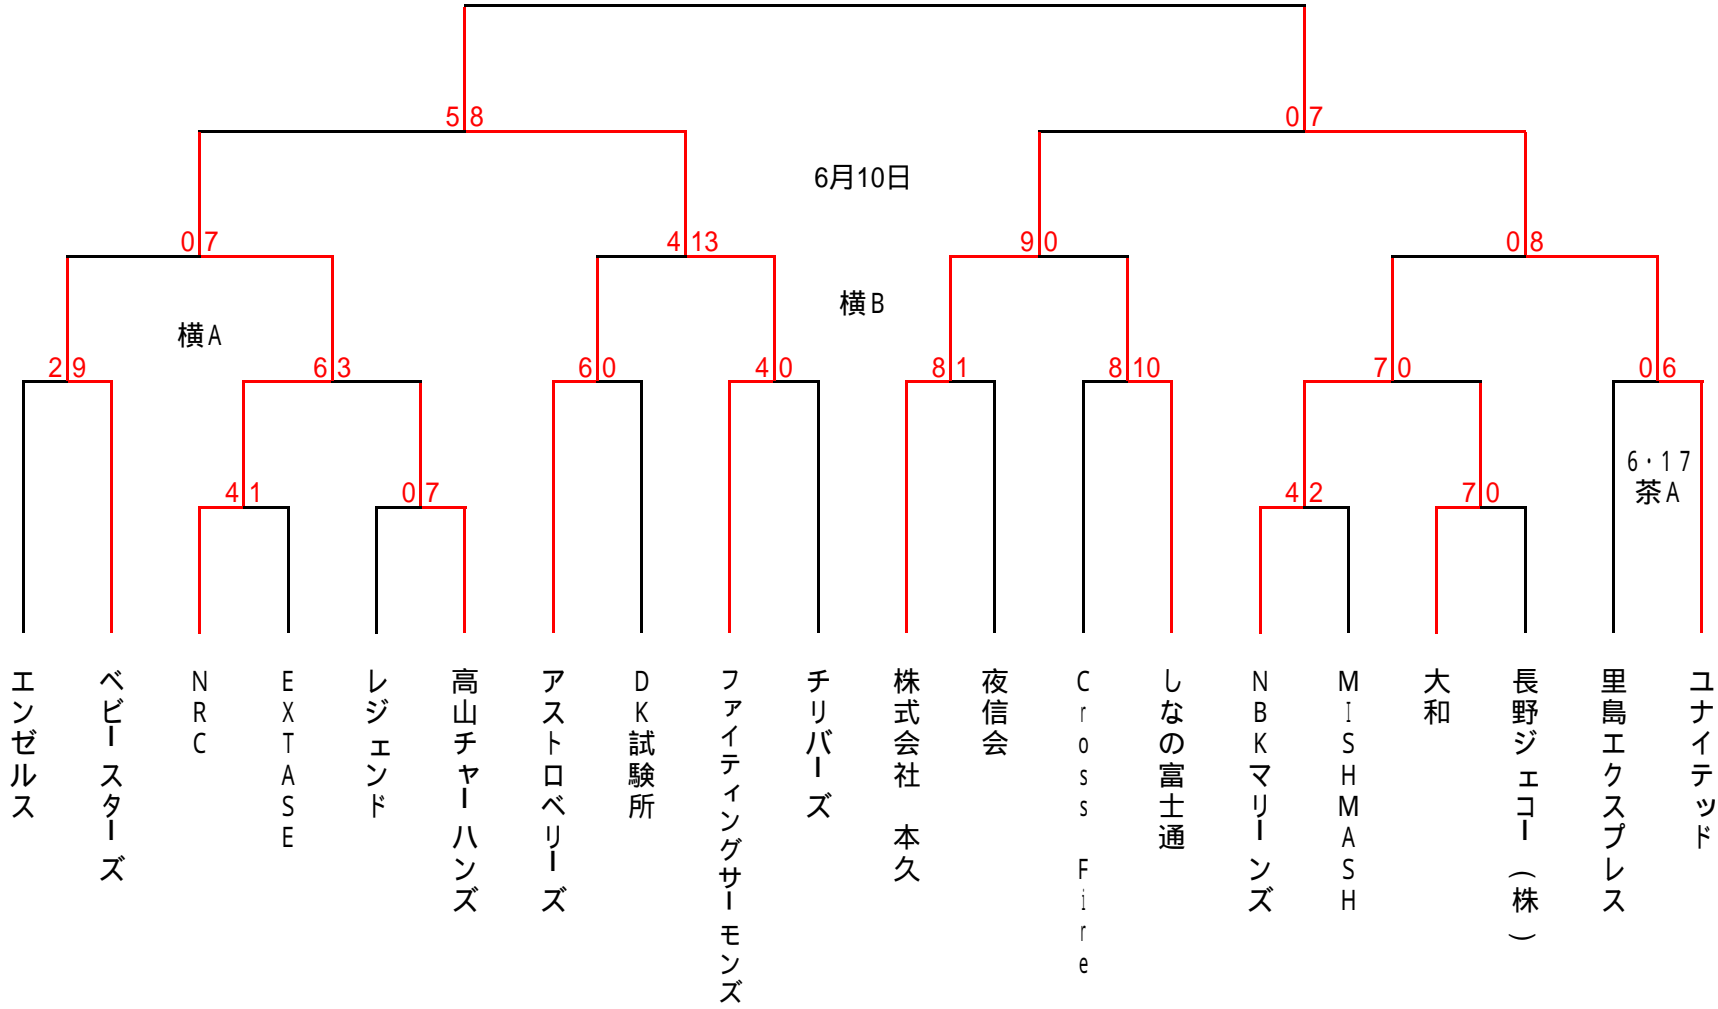 5 8
0 7
6月10日
0 7
4 13
9 0
0 8
横B
横A
2 9
6 3
6 0
4 0
8 1
8 10
7 0
0 6
6・17
茶A
4 1
0 7
4 2
7 0
エンゼルス
ベビースターズ
NRC
EXTASE
レジェンド
高山チャーハンズ
アストロベリーズ
DK試験所
ファイティングサーモンズ
チリバーズ
株式会社 本久
夜信会
Cross Fire
しなの富士通
NBKマリーンズ
MISHMASH
大和
長野ジェコー（株）
里島エクスプレス
ユナイテッド